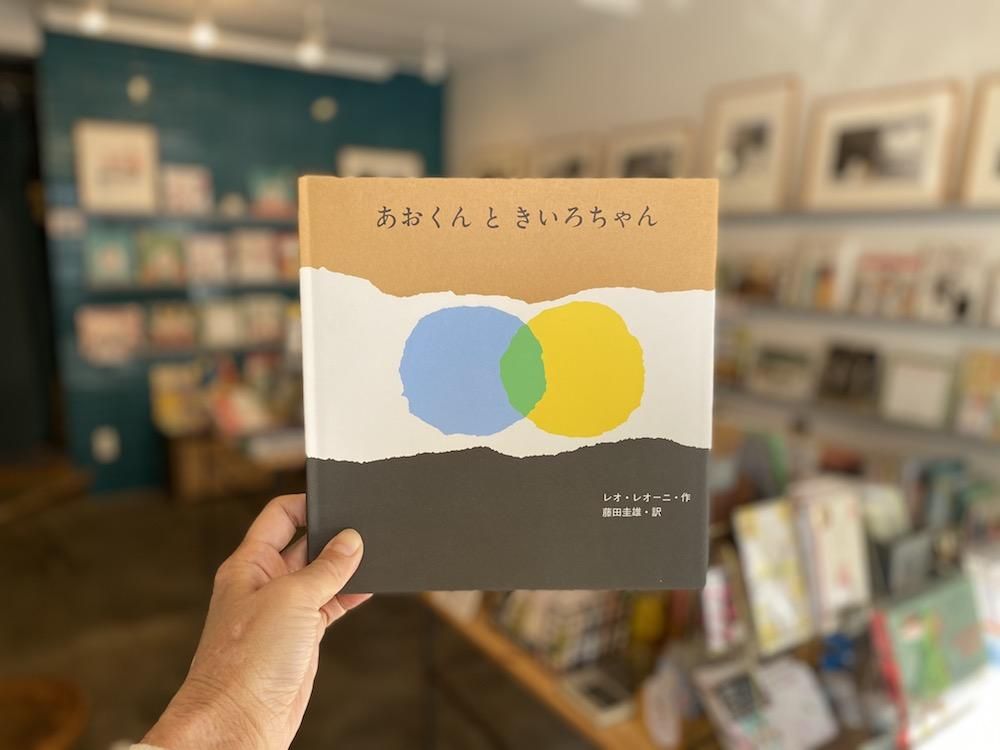 あおくん と きいろちゃん
レオ・レオーニ・作
藤田圭雄・訳